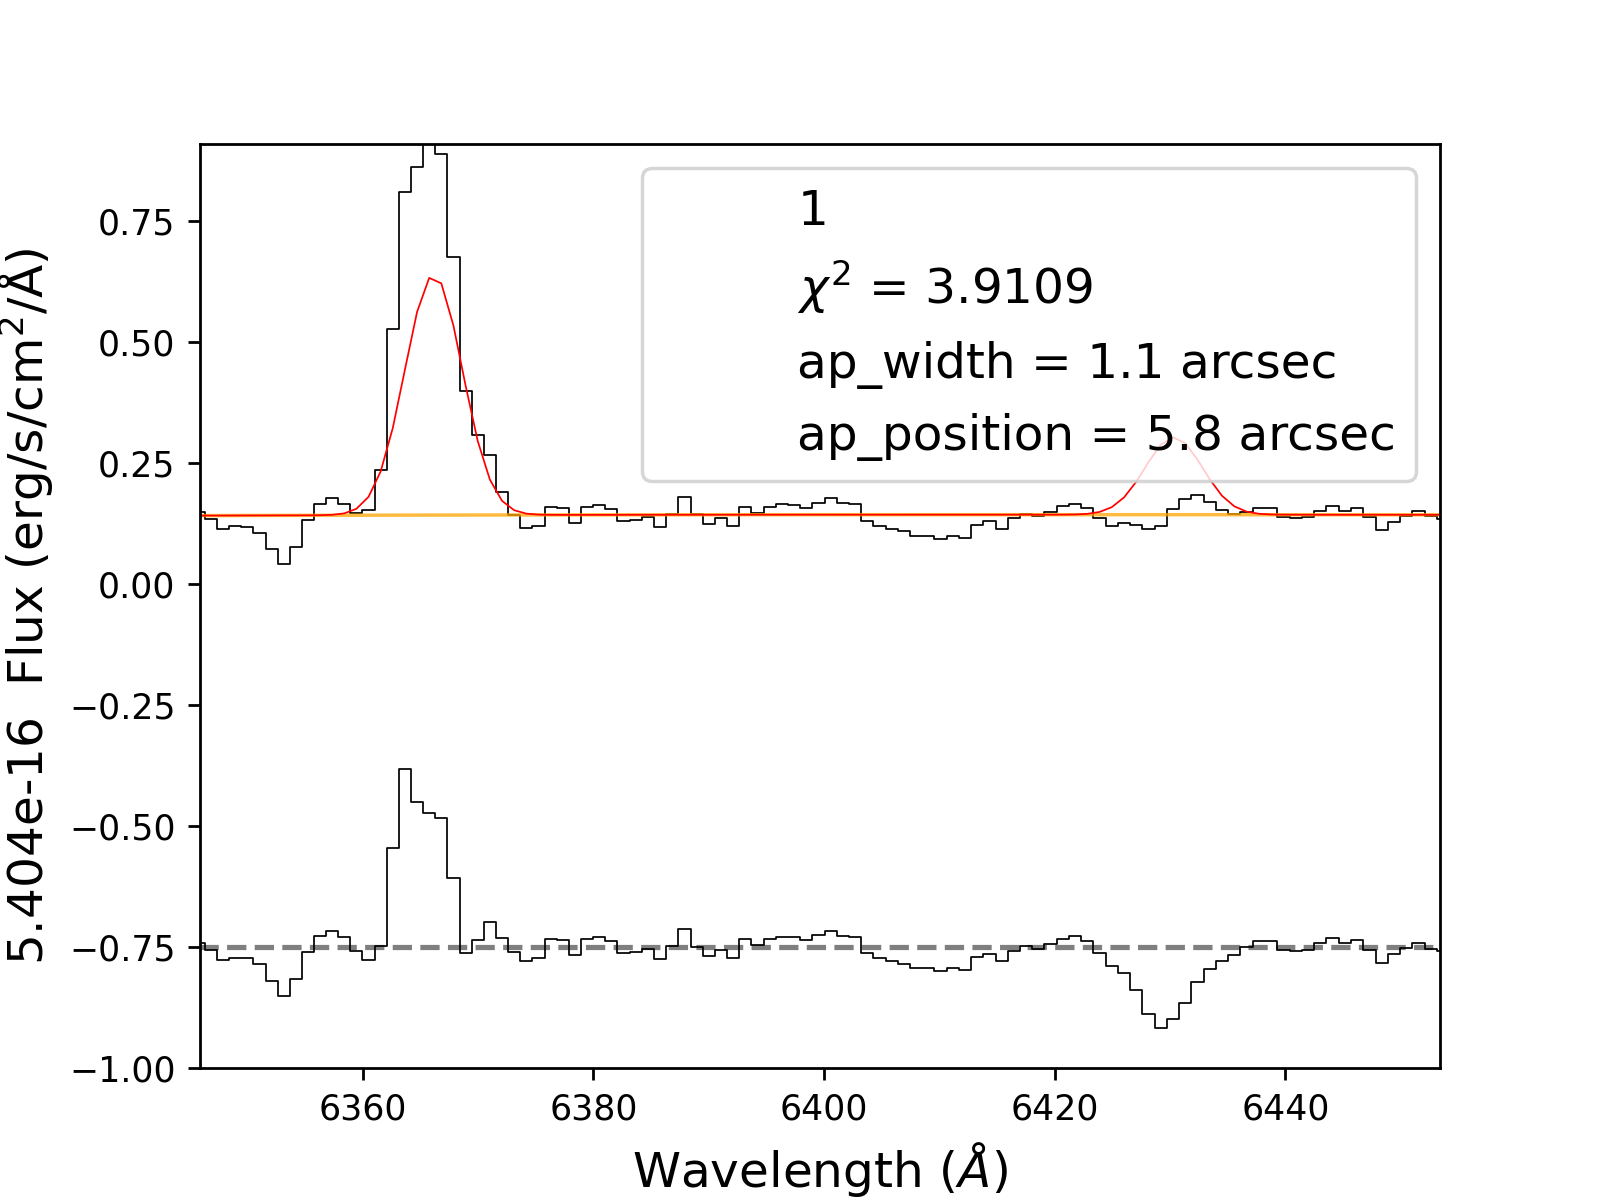 1
χ² = 3.9109
ap_width = 1.1 arcsec
ap_position = 5.8 arcsec
0.75
0.50
0.25
0.00
−0.25
−0.50
−0.75
−1.00
5.404e-16 Flux (erg/s/cm²/Å)
6360 6380 6400 6420 6440
Wavelength (Å)